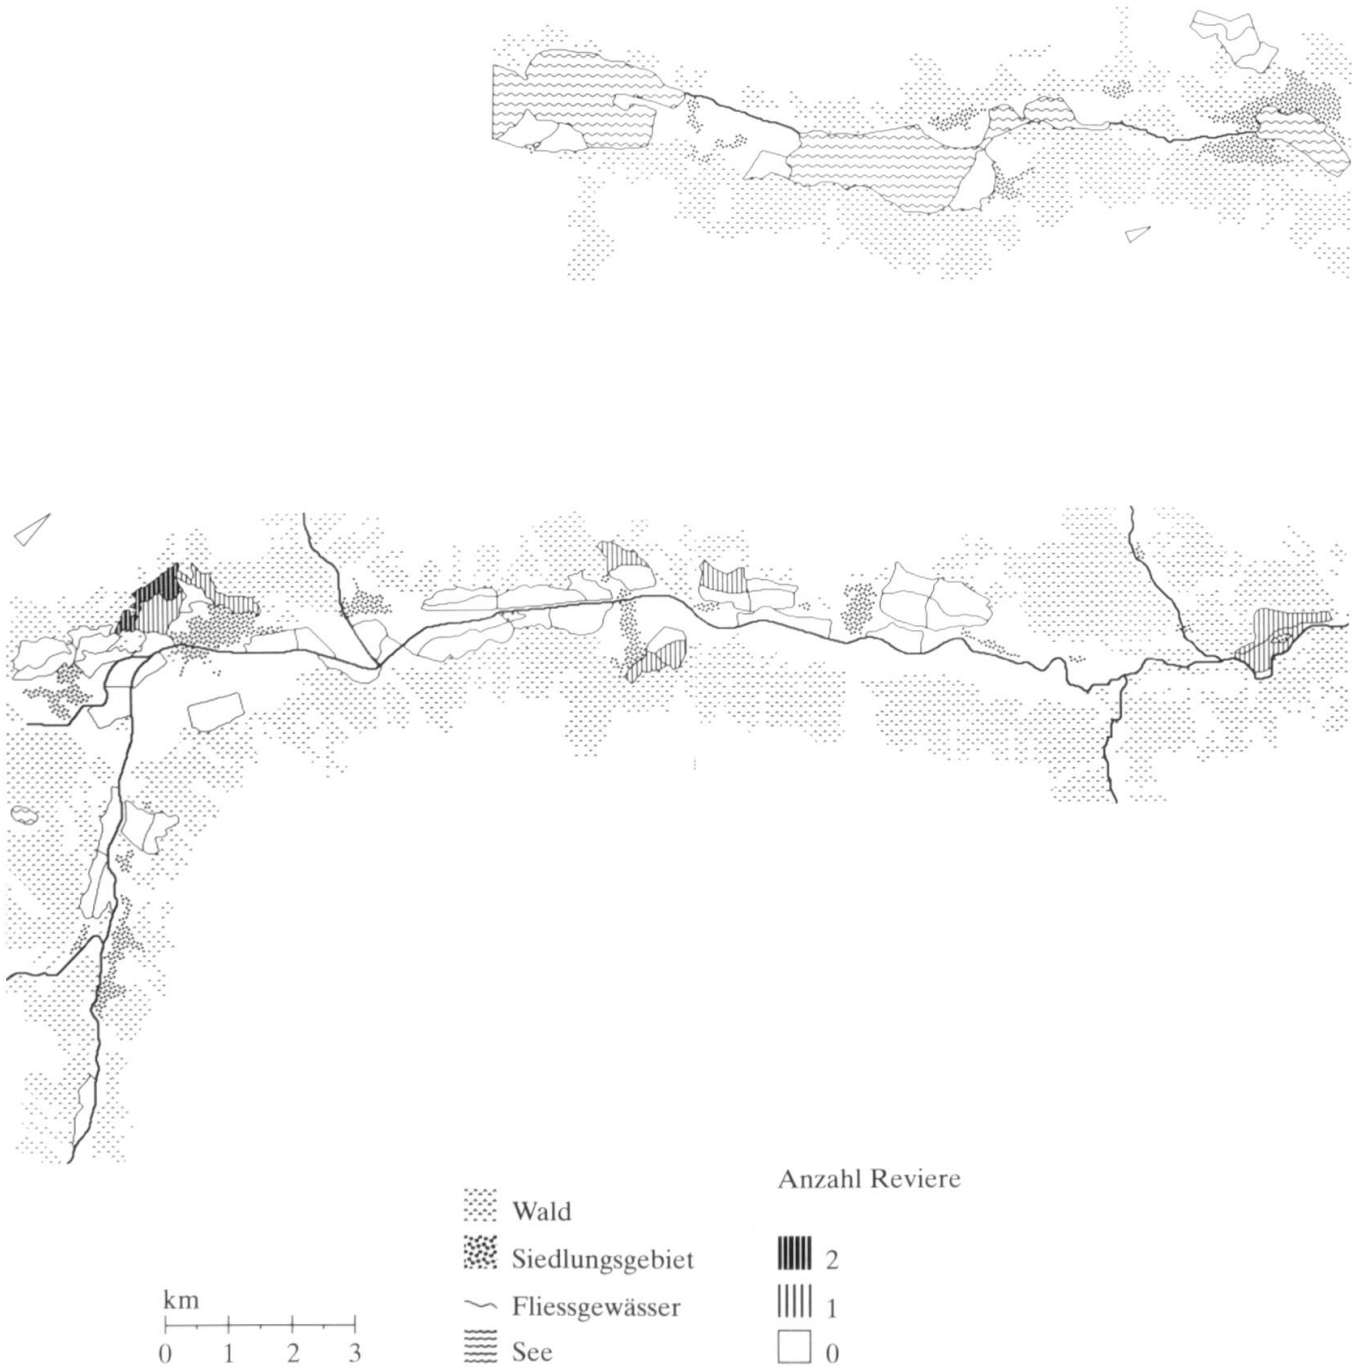 Anzahl Reviere
Wald
Siedlungsgebiet
2
km
Fliessgewässer
1
0 1 2 3
See
0